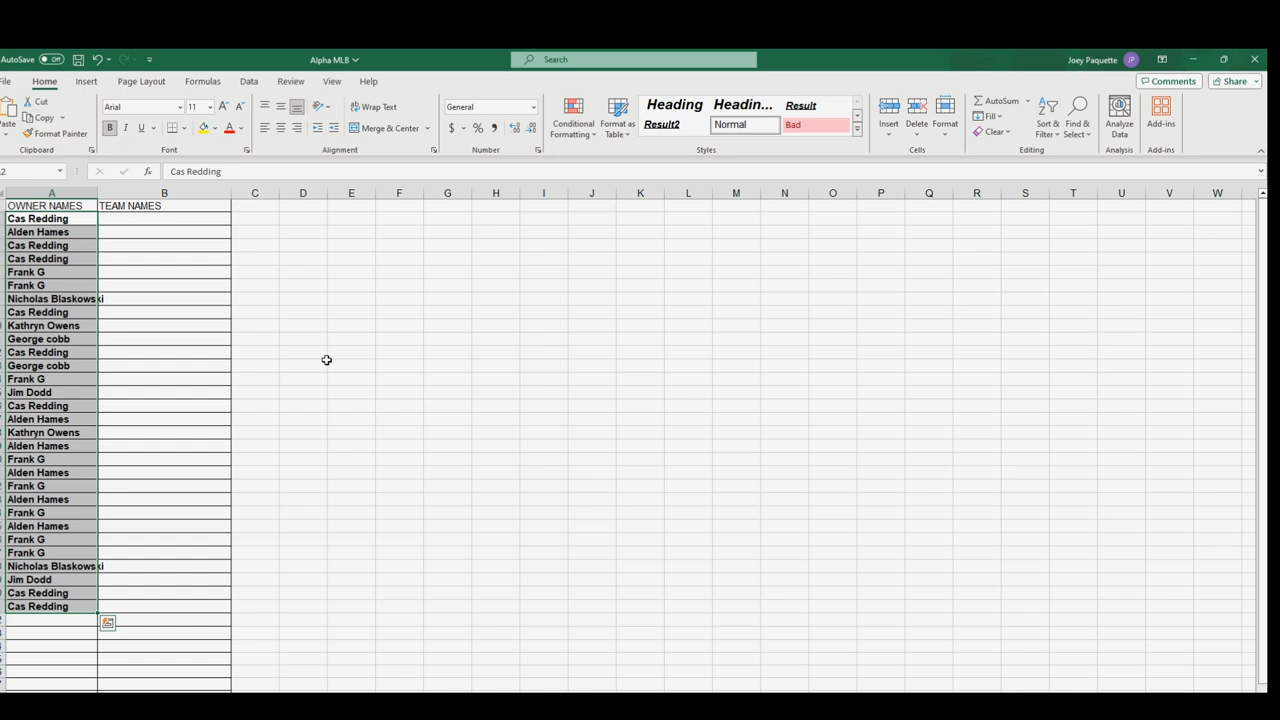 AutoSave Off Alpha MLB Search Joey Paquette JP
File Home Insert Page Layout Formulas Data Review View Help Comments Share
Cut Arial 11 Wrap Text General Heading Headin... Result AutoSum
Copy Fill
Paste Format Painter B I U Merge & Center $ % Conditional Formatting Format as Table Result2 Normal Bad Insert Delete Format Clear Sort & Filter Find & Select Analyze Data Add-ins
Clipboard Font Alignment Number Styles Cells Editing Analysis Add-ins
fx Cas Redding
A B C D E F G H I J K L M N O P Q R S T U V W
OWNER NAMES TEAM NAMES
Cas Redding
Alden Hames
Cas Redding
Cas Redding
Frank G
Frank G
Nicholas Blaskowski
Cas Redding
Kathryn Owens
George cobb
Cas Redding
George cobb
Frank G
Jim Dodd
Cas Redding
Alden Hames
Kathryn Owens
Alden Hames
Frank G
Alden Hames
Frank G
Alden Hames
Frank G
Alden Hames
Frank G
Frank G
Nicholas Blaskowski
Jim Dodd
Cas Redding
Cas Redding